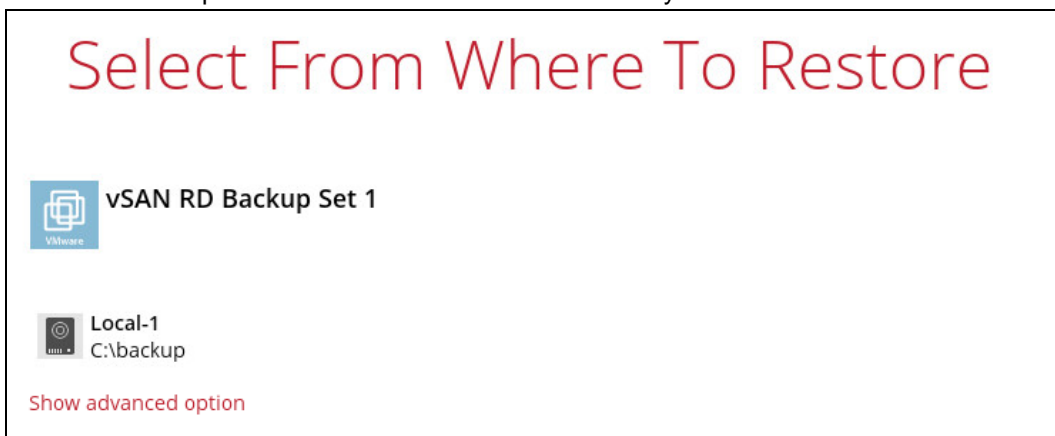 Select From Where To Restore
vSAN RD Backup Set 1
VMware
Local-1
C:\backup
Show advanced option